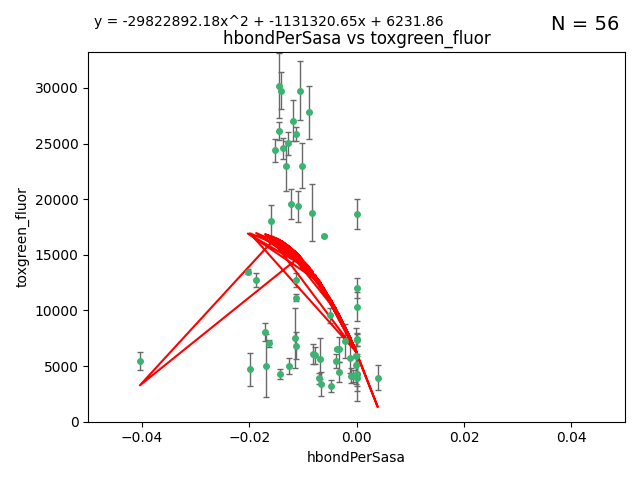 y = -29822892.18x^2 + -1131320.65x + 6231.86
N = 56
hbondPerSasa vs toxgreen_fluor
30000
25000
20000
15000
10000
5000
0
toxgreen_fluor
−0.04
−0.02
0.00
0.02
0.04
hbondPerSasa